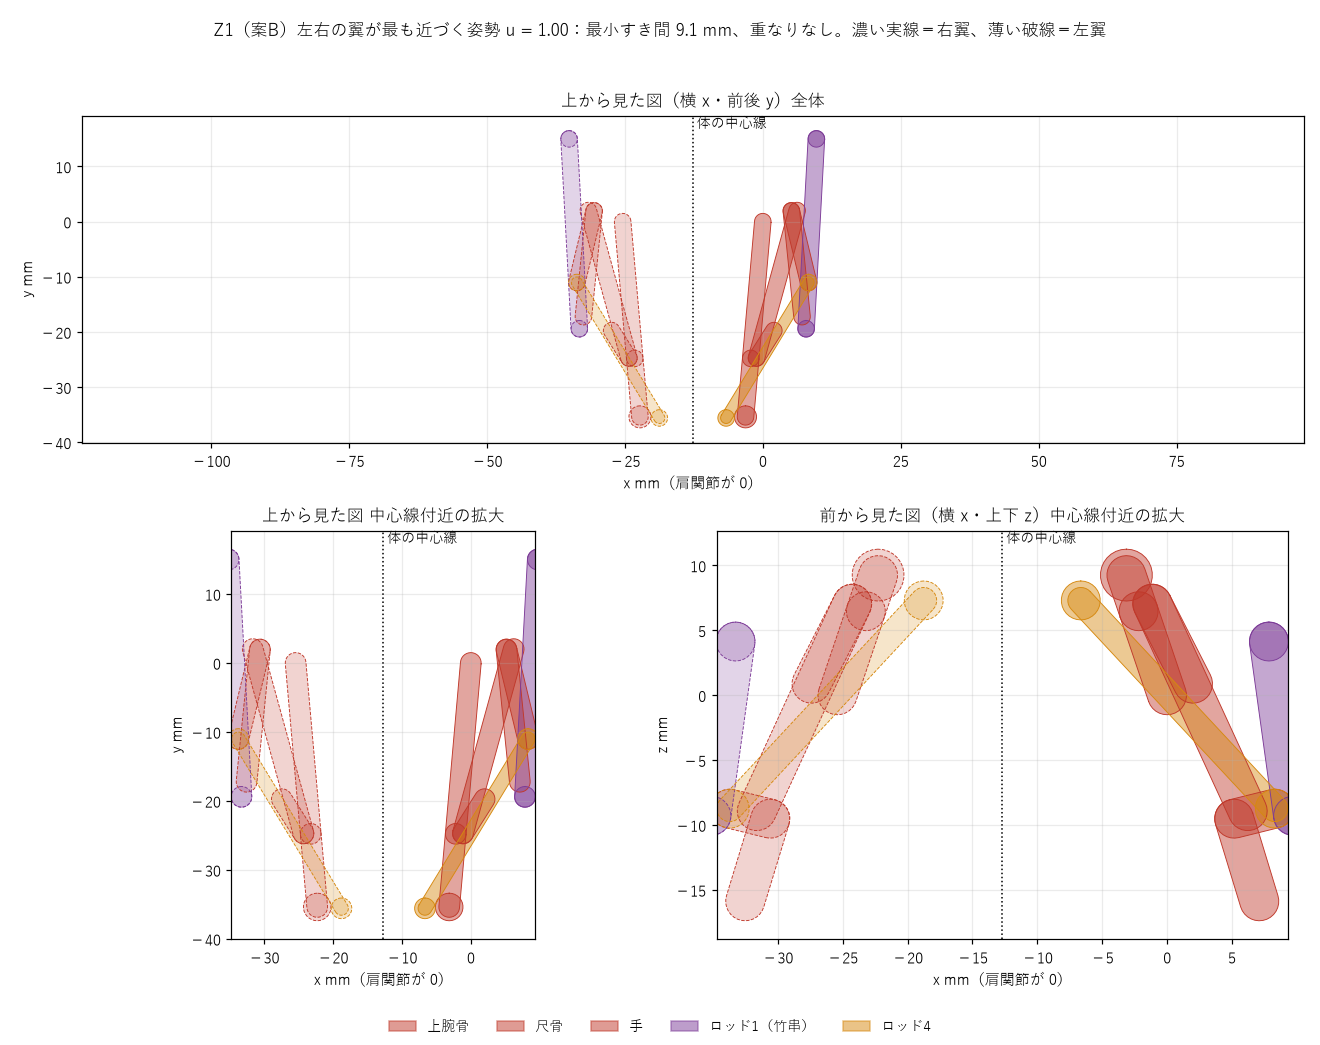 Z1（案B）左右の翼が最も近づく姿勢 u = 1.00：最小すき間 9.1 mm、重なりなし。濃い実線＝右翼、薄い破線＝左翼
上から見た図（横 x・前後 y）全体
体の中心線
10
0
−10
−20
−30
−40
y mm
−100
−75
−50
−25
0
25
50
75
x mm（肩関節が 0）
上から見た図 中心線付近の拡大
体の中心線
10
0
−10
−20
−30
−40
y mm
−30
−20
−10
0
x mm（肩関節が 0）
前から見た図（横 x・上下 z）中心線付近の拡大
体の中心線
10
5
0
−5
−10
−15
z mm
−30
−25
−20
−15
−10
−5
0
5
x mm（肩関節が 0）
上腕骨
尺骨
手
ロッド1（竹串）
ロッド4